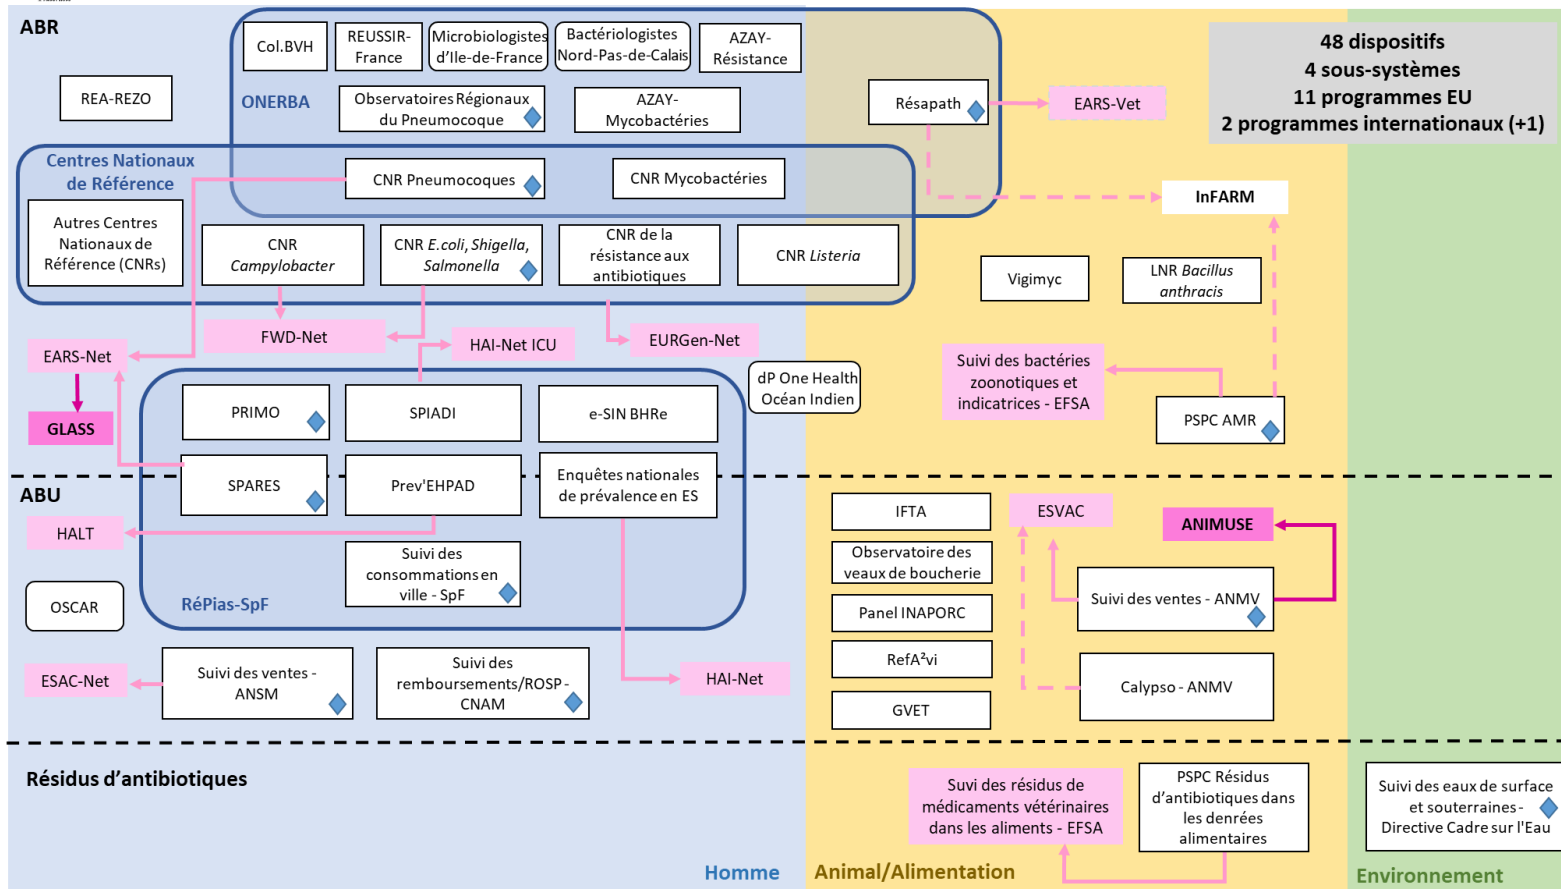 ABR
Col.BVH
REUSSIR-
France
Microbiologistes
d'Ile-de-France
Bactériologistes
Nord-Pas-de-Calais
AZAY-
Résistance
48 dispositifs
4 sous-systèmes
11 programmes EU
2 programmes internationaux (+1)
REA-REZO
ONERBA
Observatoires Régionaux
du Pneumocoque
AZAY-
Mycobactéries
Résapath
EARS-Vet
Centres Nationaux
de Référence
CNR Pneumocoques
CNR Mycobactéries
InFARM
Autres Centres
Nationaux de
Référence (CNRs)
CNR
Campylobacter
CNR E.coli, Shigella,
Salmonella
CNR de la
résistance aux
antibiotiques
CNR Listeria
Vigimyc
LNR Bacillus
anthracis
EARS-Net
FWD-Net
HAI-Net ICU
EURGen-Net
dP One Health
Océan Indien
Suivi des bactéries
zoonotiques et
indicatrices - EFSA
GLASS
PRIMO
SPIADI
e-SIN BHRe
PSPC AMR
SPARES
Prev'EHPAD
Enquêtes nationales
de prévalence en ES
ABU
HALT
IFTA
ESVAC
ANIMUSE
Suivi des
consommations en
ville - SpF
Observatoire des
veaux de boucherie
OSCAR
RéPias-SpF
Panel INAPORC
Suivi des ventes - ANMV
RefA²vi
ESAC-Net
Suivi des ventes -
ANSM
Suivi des
remboursements/ROSP-
CNAM
HAI-Net
Calypso - ANMV
GVET
Résidus d'antibiotiques
Suvi des résidus de
médicaments vétérinaires
dans les aliments - EFSA
PSPC Résidus
d'antibiotiques dans
les denrées
alimentaires
Suivi des eaux de surface
et souterraines -
Directive Cadre sur l'Eau
Homme
Animal/Alimentation
Environnement